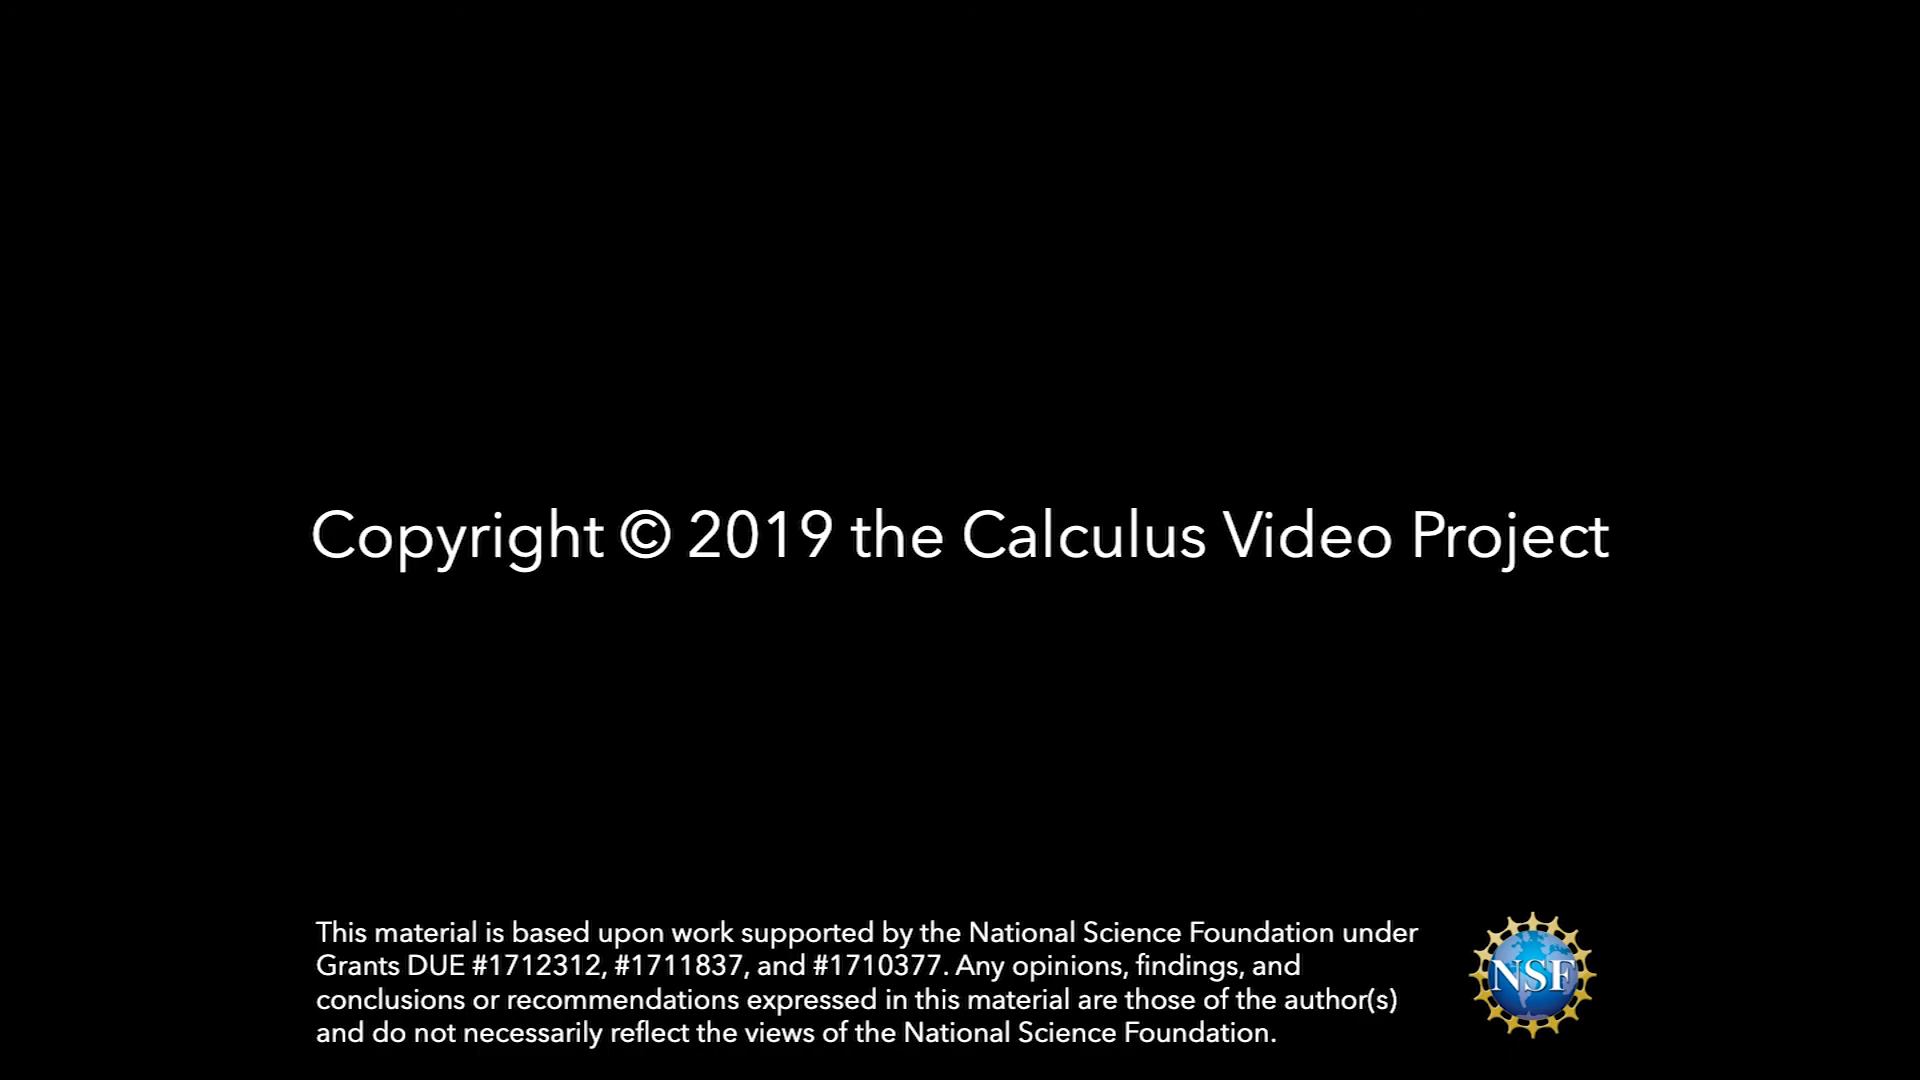 Copyright © 2019 the Calculus Video Project
This material is based upon work supported by the National Science Foundation under
Grants DUE #1712312, #1711837, and #1710377. Any opinions, findings, and
conclusions or recommendations expressed in this material are those of the author(s)
and do not necessarily reflect the views of the National Science Foundation.
NSF